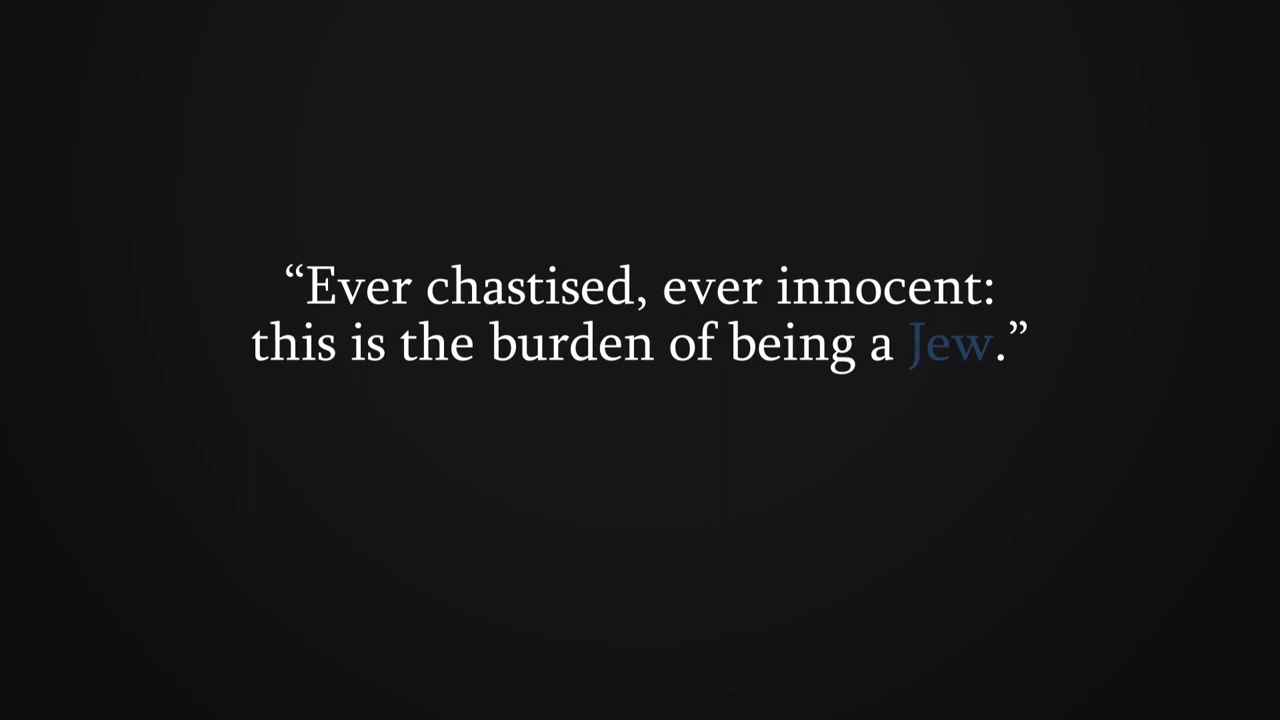 “Ever chastised, ever innocent:
this is the burden of being a Jew.”